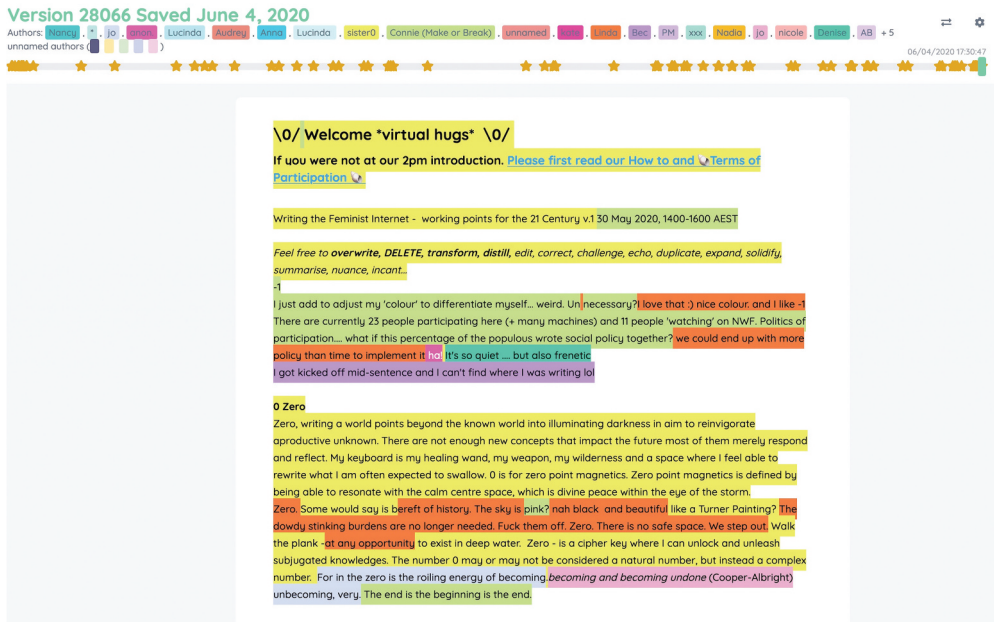 Version 28066 Saved June 4, 2020
Authors: Nancy , * , jo , anon. , Lucinda , Audrey , Anna , Lucinda , sister0 , Connie (Make or Break) , unnamed , kate , Linda , Bec , PM , xxx , Nadia , jo , nicole , Denise , AB + 5
unnamed authors ( )
06/04/2020 17:30:47
\0/ Welcome *virtual hugs* \0/
If you were not at our 2pm introduction. Please first read our How to and 🐚Terms of
Participation 🐚
Writing the Feminist Internet - working points for the 21 Century v.1 30 May 2020, 1400-1600 AEST
Feel free to overwrite, DELETE, transform, distill, edit, correct, challenge, echo, duplicate, expand, solidify,
summarise, nuance, incant...
-1
I just add to adjust my 'colour' to differentiate myself... weird. Un necessary?I love that :) nice colour. and I like -1
There are currently 23 people participating here (+ many machines) and 11 people 'watching' on NWF. Politics of
participation.... what if this percentage of the populous wrote social policy together? we could end up with more
policy than time to implement it ha! It's so quiet .... but also frenetic
I got kicked off mid-sentence and I can't find where I was writing lol
0 Zero
Zero, writing a world points beyond the known world into illuminating darkness in aim to reinvigorate
aproductive unknown. There are not enough new concepts that impact the future most of them merely respond
and reflect. My keyboard is my healing wand, my weapon, my wilderness and a space where I feel able to
rewrite what I am often expected to swallow. 0 is for zero point magnetics. Zero point magnetics is defined by
being able to resonate with the calm centre space, which is divine peace within the eye of the storm.
Zero. Some would say is bereft of history. The sky is pink? nah black and beautiful like a Turner Painting? The
dowdy stinking burdens are no longer needed. Fuck them off. Zero. There is no safe space. We step out. Walk
the plank -at any opportunity to exist in deep water. Zero - is a cipher key where I can unlock and unleash
subjugated knowledges. The number 0 may or may not be considered a natural number, but instead a complex
number. For in the zero is the roiling energy of becoming.becoming and becoming undone (Cooper-Albright)
unbecoming, very. The end is the beginning is the end.